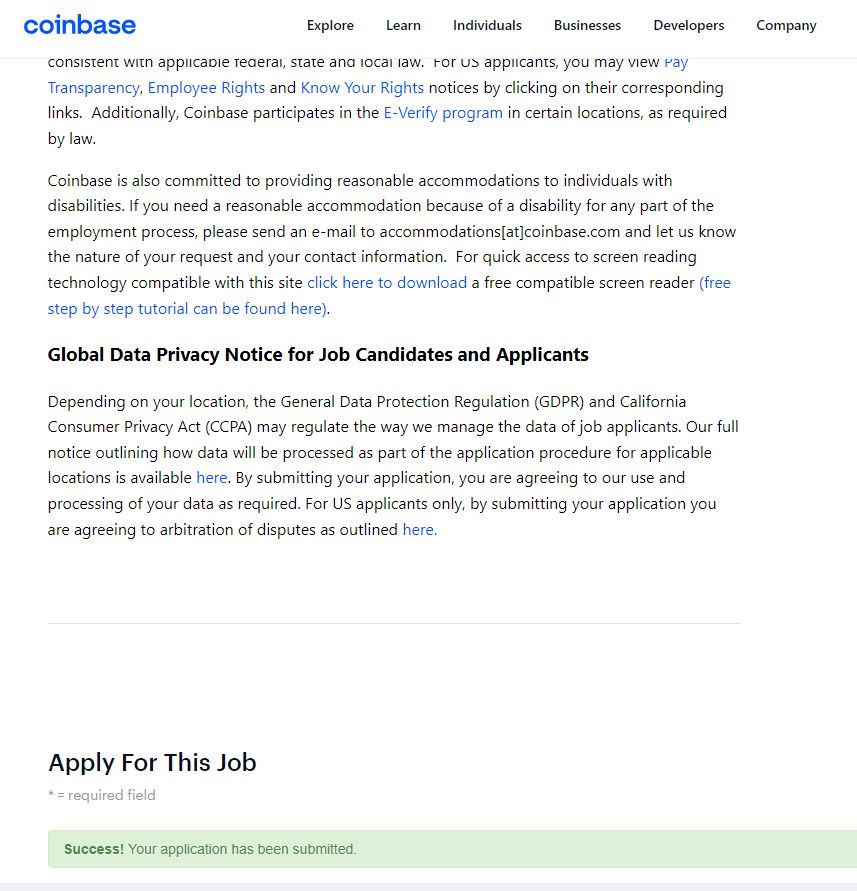 coinbase
Explore
Learn
Individuals
Businesses
Developers
Company
consistent with applicable federal, state and local law.  For US applicants, you may view Pay
Transparency, Employee Rights and Know Your Rights notices by clicking on their corresponding
links.  Additionally, Coinbase participates in the E-Verify program in certain locations, as required
by law.
Coinbase is also committed to providing reasonable accommodations to individuals with
disabilities. If you need a reasonable accommodation because of a disability for any part of the
employment process, please send an e-mail to accommodations[at]coinbase.com and let us know
the nature of your request and your contact information.  For quick access to screen reading
technology compatible with this site click here to download a free compatible screen reader (free
step by step tutorial can be found here).
Global Data Privacy Notice for Job Candidates and Applicants
Depending on your location, the General Data Protection Regulation (GDPR) and California
Consumer Privacy Act (CCPA) may regulate the way we manage the data of job applicants. Our full
notice outlining how data will be processed as part of the application procedure for applicable
locations is available here. By submitting your application, you are agreeing to our use and
processing of your data as required. For US applicants only, by submitting your application you
are agreeing to arbitration of disputes as outlined here.
Apply For This Job
* = required field
Success! Your application has been submitted.